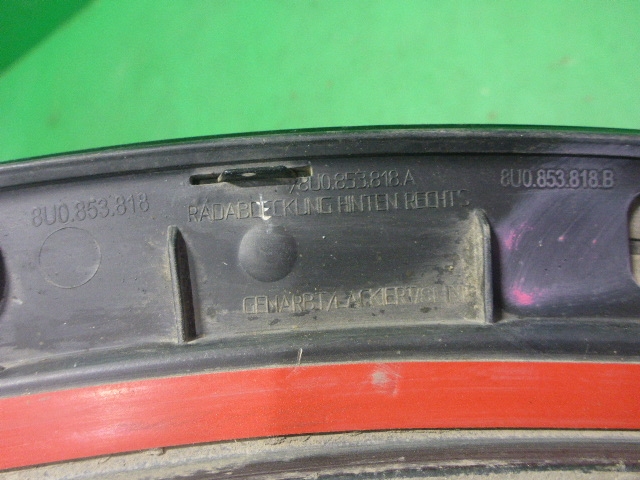 8U0.853.818
/8U0.853.818.A
RADABDECKUNG HINTEN RECHTS
8U0.853.818.B